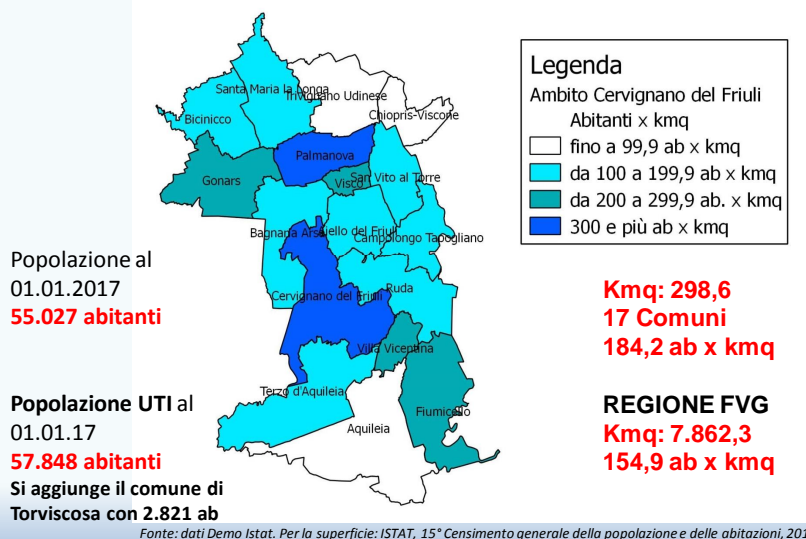 Legenda
Ambito Cervignano del Friuli
Abitanti x kmq
fino a 99,9 ab x kmq
da 100 a 199,9 ab x kmq
da 200 a 299,9 ab. x kmq
300 e più ab x kmq
Santa Maria la Longa
Trivignano Udinese
Chiopris-Viscone
Bicinicco
Palmanova
Gonars
Visco
San Vito al Torre
Bagnaria Arsa
iello del Friuli
Campolongo Tapogliano
Ruda
Cervignano del Friuli
Villa Vicentina
Terzo d'Aquileia
Fiumicello
Aquileia
Popolazione al
01.01.2017
55.027 abitanti
Popolazione UTI al
01.01.17
57.848 abitanti
Si aggiunge il comune di
Torviscosa con 2.821 ab
Kmq: 298,6
17 Comuni
184,2 ab x kmq
REGIONE FVG
Kmq: 7.862,3
154,9 ab x kmq
Fonte: dati Demo Istat. Per la superficie: ISTAT, 15° Censimento generale della popolazione e delle abitazioni, 201